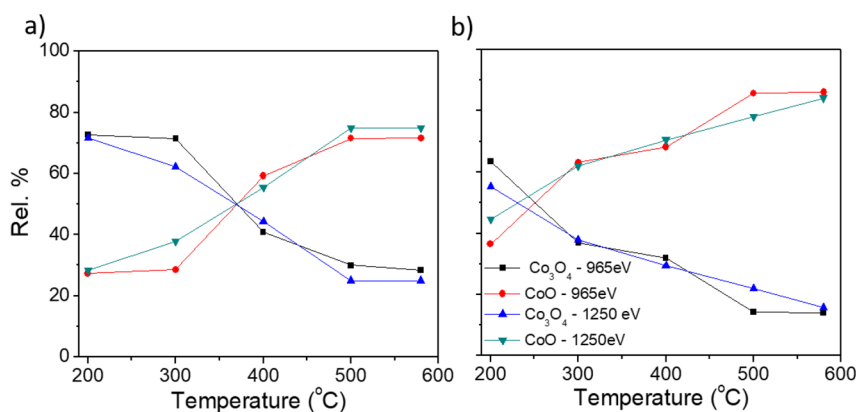 a)
b)
100
80
60
40
20
0
Rel. %
200 300 400 500 600
Temperature (°C)
Co₃O₄ - 965eV
CoO - 965eV
Co₃O₄ - 1250 eV
CoO - 1250eV
200 300 400 500 600
Temperature (°C)